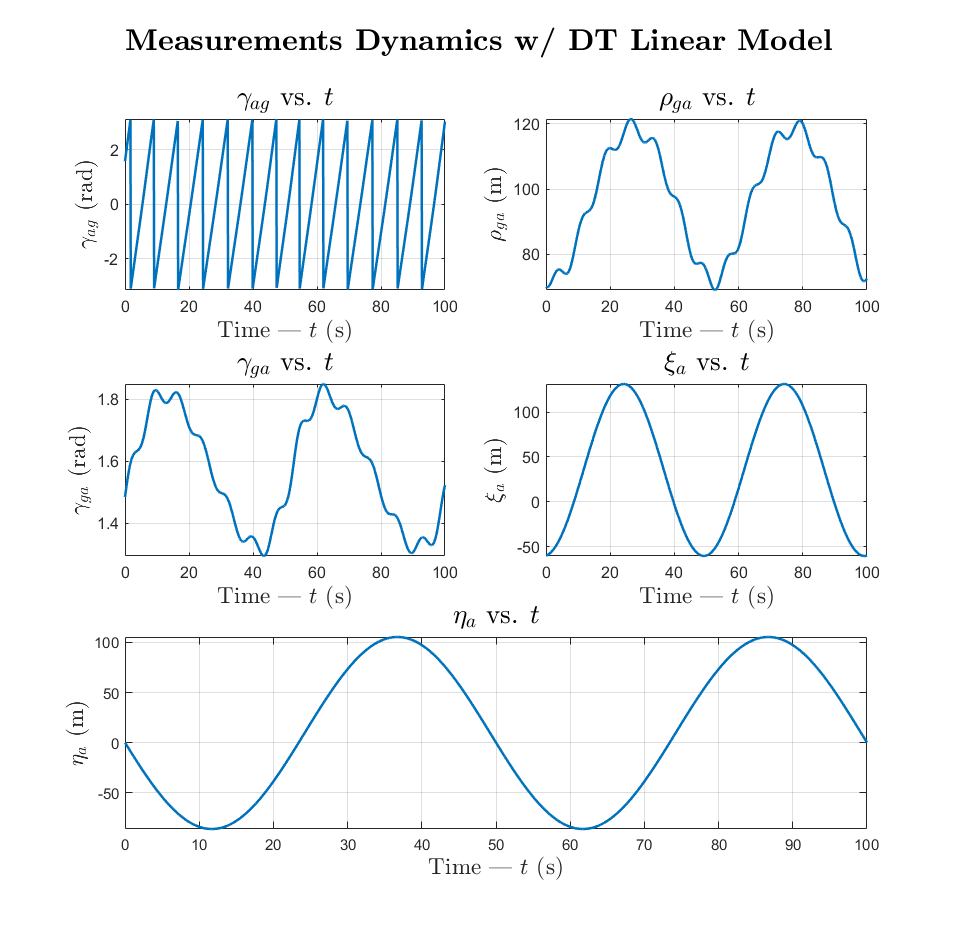 Measurements Dynamics w/ DT Linear Model
γ_ag vs. t
γ_ag (rad)
2
0
-2
0 20 40 60 80 100
Time — t (s)
ρ_ga vs. t
ρ_ga (m)
120
100
80
0 20 40 60 80 100
Time — t (s)
γ_ga vs. t
γ_ga (rad)
1.8
1.6
1.4
0 20 40 60 80 100
Time — t (s)
ξ_a vs. t
ξ_a (m)
100
50
0
-50
0 20 40 60 80 100
Time — t (s)
η_a vs. t
η_a (m)
100
50
0
-50
0 10 20 30 40 50 60 70 80 90 100
Time — t (s)